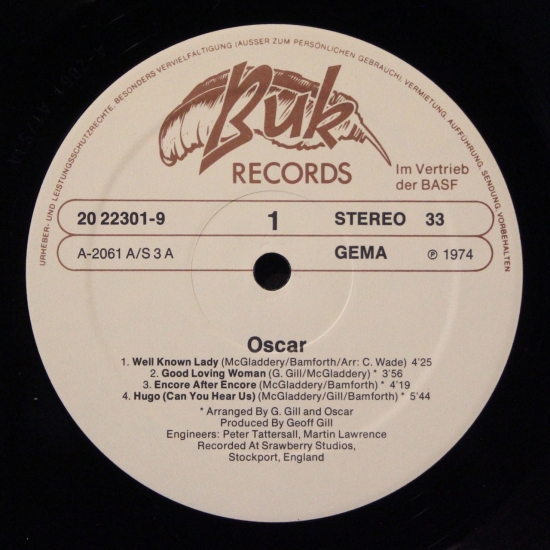 URHEBER- UND LEISTUNGSSCHUTZRECHTE, BESONDERS VERVIELFÄLTIGUNG (AUSSER ZUM PERSÖNLICHEN GEBRAUCH), VERMIETUNG, AUFFÜHRUNG, SENDUNG, VORBEHALTEN
Buk
RECORDS
Im Vertrieb
der BASF
20 22301-9 1 STEREO 33
A-2061 A/S 3 A GEMA ℗ 1974
Oscar
1. Well Known Lady (McGladdery/Bamforth/Arr: C. Wade) 4'25
2. Good Loving Woman (G. Gill/McGladdery) * 3'56
3. Encore After Encore (McGladdery/Bamforth) * 4'19
4. Hugo (Can You Hear Us) (McGladdery/Gill/Bamforth) * 5'44
* Arranged By G. Gill and Oscar
Produced By Geoff Gill
Engineers: Peter Tattersall, Martin Lawrence
Recorded At Srawberry Studios,
Stockport, England